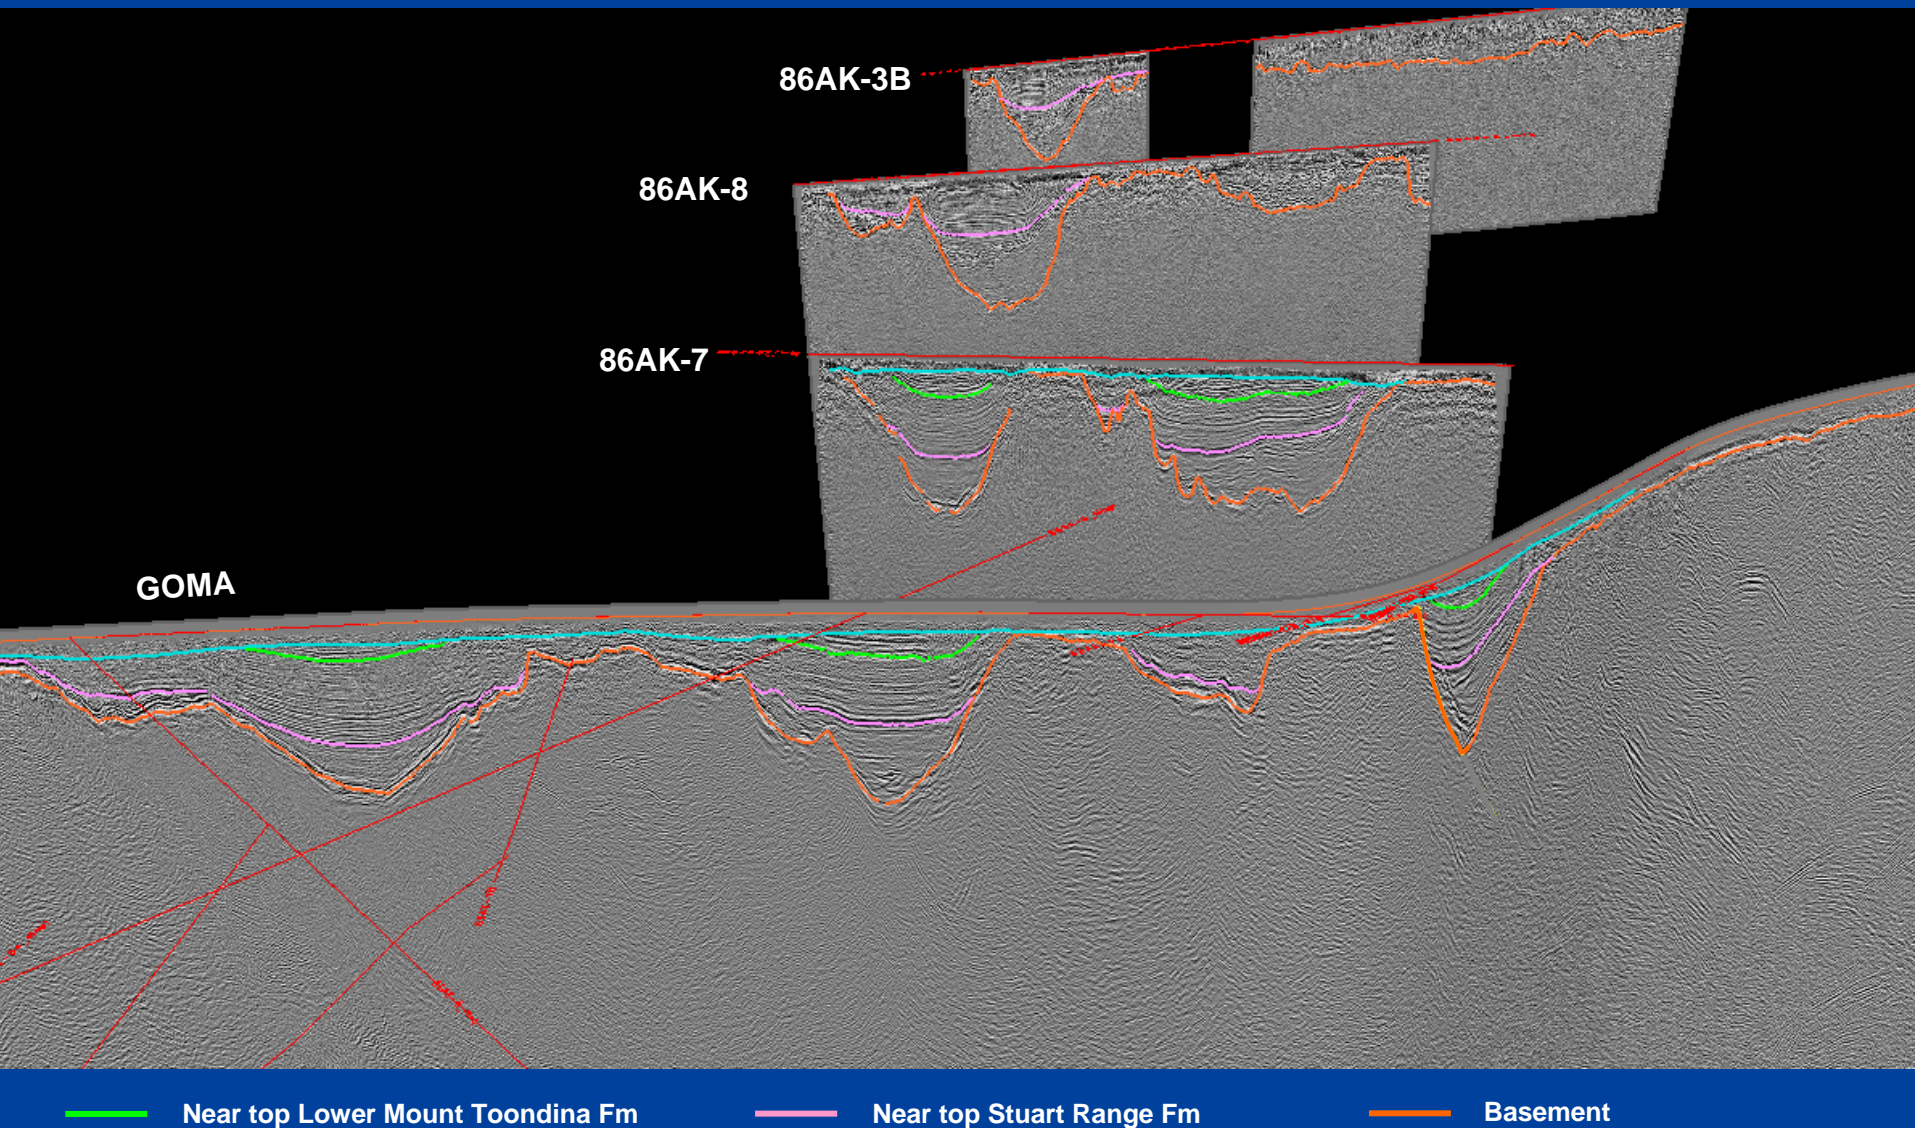 86AK-3B
86AK-8
86AK-7
GOMA
Near top Lower Mount Toondina Fm
Near top Stuart Range Fm
Basement